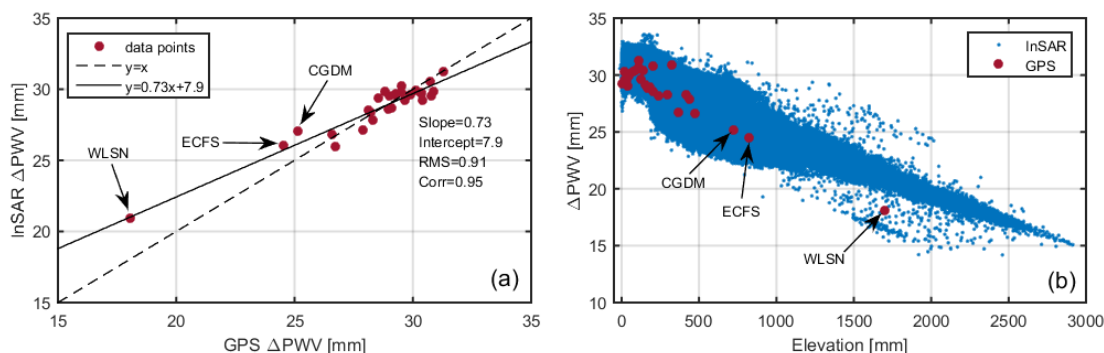 35
30
25
20
15
InSAR ΔPWV [mm]
data points
y=x
y=0.73x+7.9
CGDM
ECFS
WLSN
Slope=0.73
Intercept=7.9
RMS=0.91
Corr=0.95
(a)
15 20 25 30 35
GPS ΔPWV [mm]
35
30
25
20
15
10
ΔPWV [mm]
InSAR
GPS
CGDM
ECFS
WLSN
(b)
0 500 1000 1500 2000 2500 3000
Elevation [mm]